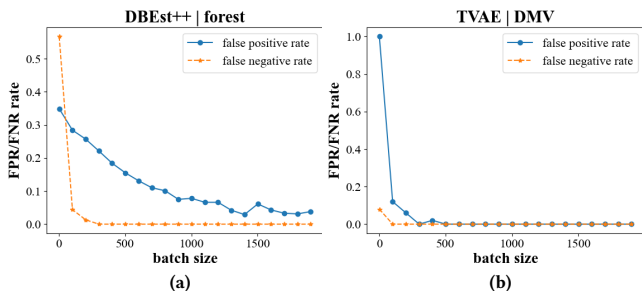 DBEst++ | forest
FPR/FNR rate
0.5
0.4
0.3
0.2
0.1
0.0
false positive rate
false negative rate
0
500
1000
1500
batch size
(a)
TVAE | DMV
FPR/FNR rate
1.0
0.8
0.6
0.4
0.2
0.0
false positive rate
false negative rate
0
500
1000
1500
batch size
(b)